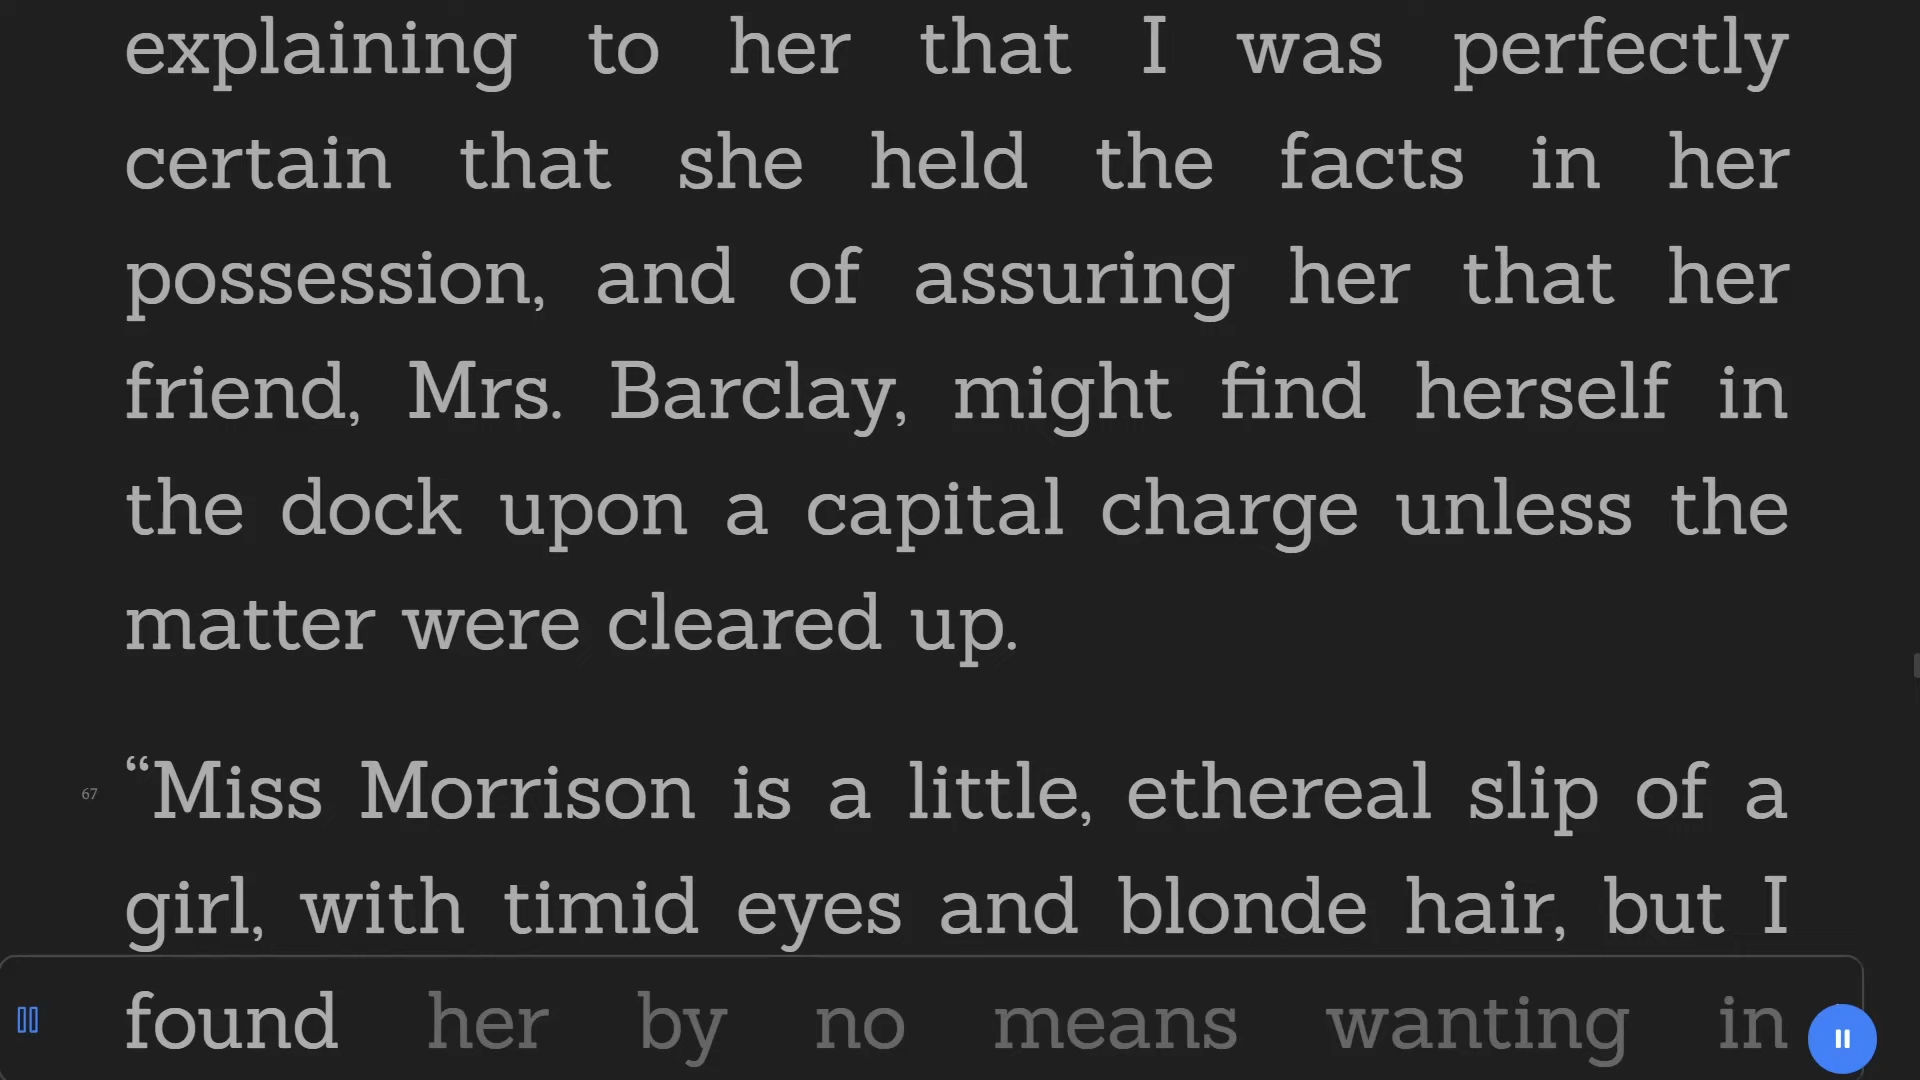 explaining to her that I was perfectly
certain that she held the facts in her
possession, and of assuring her that her
friend, Mrs. Barclay, might find herself in
the dock upon a capital charge unless the
matter were cleared up.
67 “Miss Morrison is a little, ethereal slip of a
girl, with timid eyes and blonde hair, but I
found her by no means wanting in